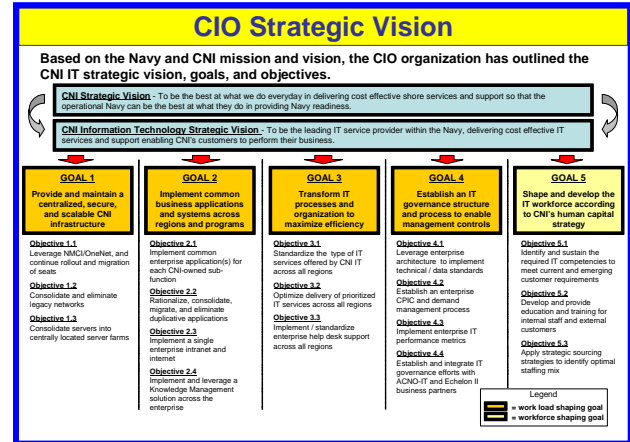 CIO Strategic Vision
Based on the Navy and CNI mission and vision, the CIO organization has outlined the
CNI IT strategic vision, goals, and objectives.
CNI Strategic Vision - To be the best at what we do everyday in delivering cost effective shore services and support so that the
operational Navy can be the best at what they do in providing Navy readiness.
CNI Information Technology Strategic Vision - To be the leading IT service provider within the Navy, delivering cost effective IT
services and support enabling CNI's customers to perform their business.
GOAL 1
Provide and maintain a
centralized, secure,
and scalable CNI
infrastructure
Objective 1.1
Leverage NMCI/OneNet, and
continue rollout and migration
of seats
Objective 1.2
Consolidate and eliminate
legacy networks
Objective 1.3
Consolidate servers into
centrally located server farms
GOAL 2
Implement common
business applications
and systems across
regions and programs
Objective 2.1
Implement common
enterprise application(s) for
each CNI-owned sub-
function
Objective 2.2
Rationalize, consolidate,
migrate, and eliminate
duplicative applications
Objective 2.3
Implement a single
enterprise intranet and
internet
Objective 2.4
Implement and leverage a
Knowledge Management
solution across the
enterprise
GOAL 3
Transform IT
processes and
organization to
maximize efficiency
Objective 3.1
Standardize the type of IT
services offered by CNI IT
across all regions
Objective 3.2
Optimize delivery of prioritized
IT services across all regions
Objective 3.3
Implement / standardize
enterprise help desk support
across all regions
GOAL 4
Establish an IT
governance structure
and process to enable
management controls
Objective 4.1
Leverage enterprise
architecture to implement
technical / data standards
Objective 4.2
Establish an enterprise
CPIC and demand
management process
Objective 4.3
Implement enterprise IT
performance metrics
Objective 4.4
Establish and integrate IT
governance efforts with
ACNO-IT and Echelon II
business partners
GOAL 5
Shape and develop the
IT workforce according
to CNI's human capital
strategy
Objective 5.1
Identify and sustain the
required IT competencies to
meet current and emerging
customer requirements
Objective 5.2
Develop and provide
education and training for
internal staff and external
customers
Objective 5.3
Apply strategic sourcing
strategies to identify optimal
staffing mix
Legend
= work load shaping goal
= workforce shaping goal